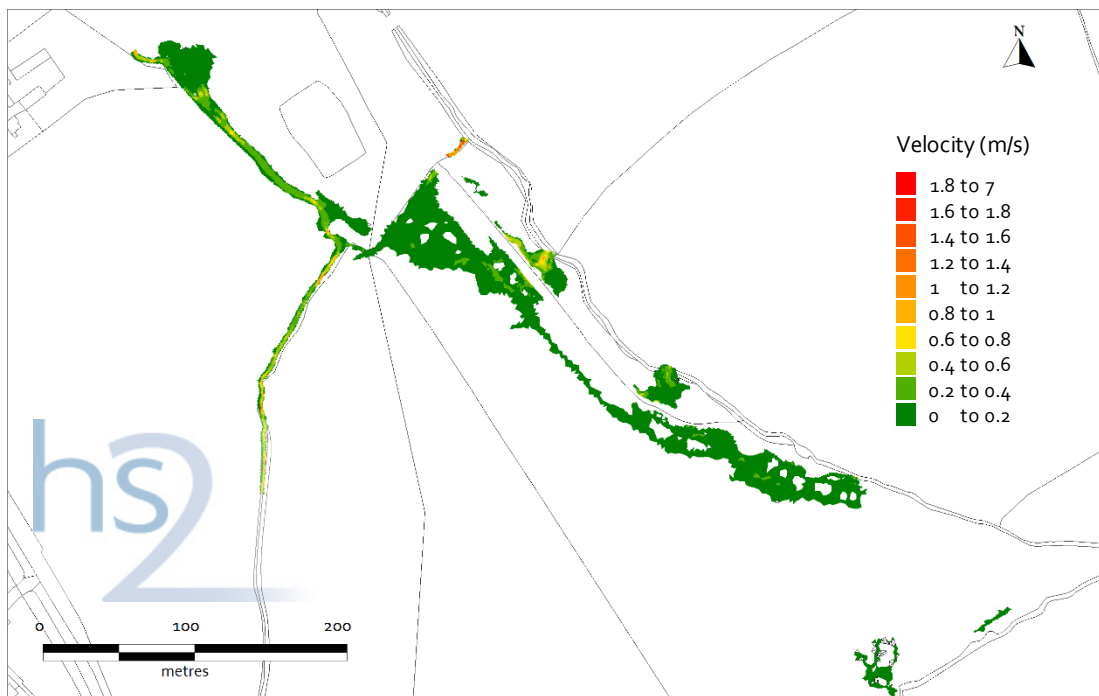 N
Velocity (m/s)
1.8 to 7
1.6 to 1.8
1.4 to 1.6
1.2 to 1.4
1 to 1.2
0.8 to 1
0.6 to 0.8
0.4 to 0.6
0.2 to 0.4
0 to 0.2
hs2
0 100 200
metres